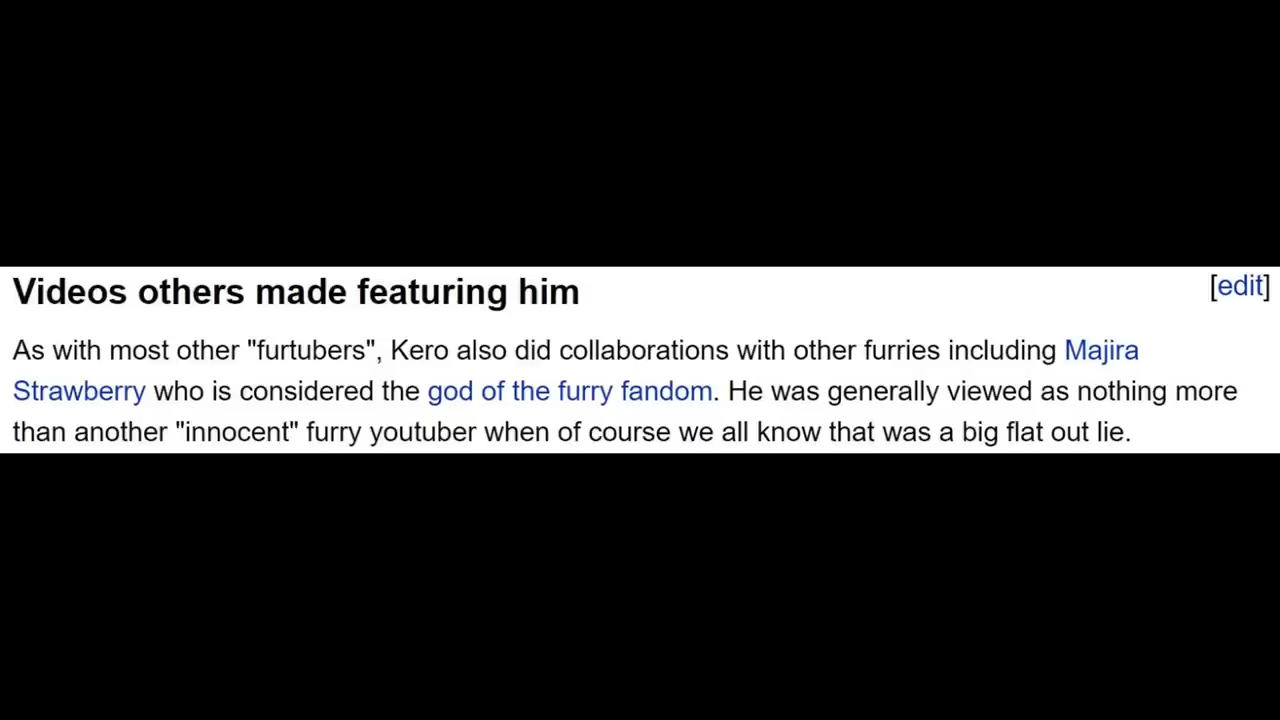 Videos others made featuring him
[edit]
As with most other "furtubers", Kero also did collaborations with other furries including Majira
Strawberry who is considered the god of the furry fandom. He was generally viewed as nothing more
than another "innocent" furry youtuber when of course we all know that was a big flat out lie.